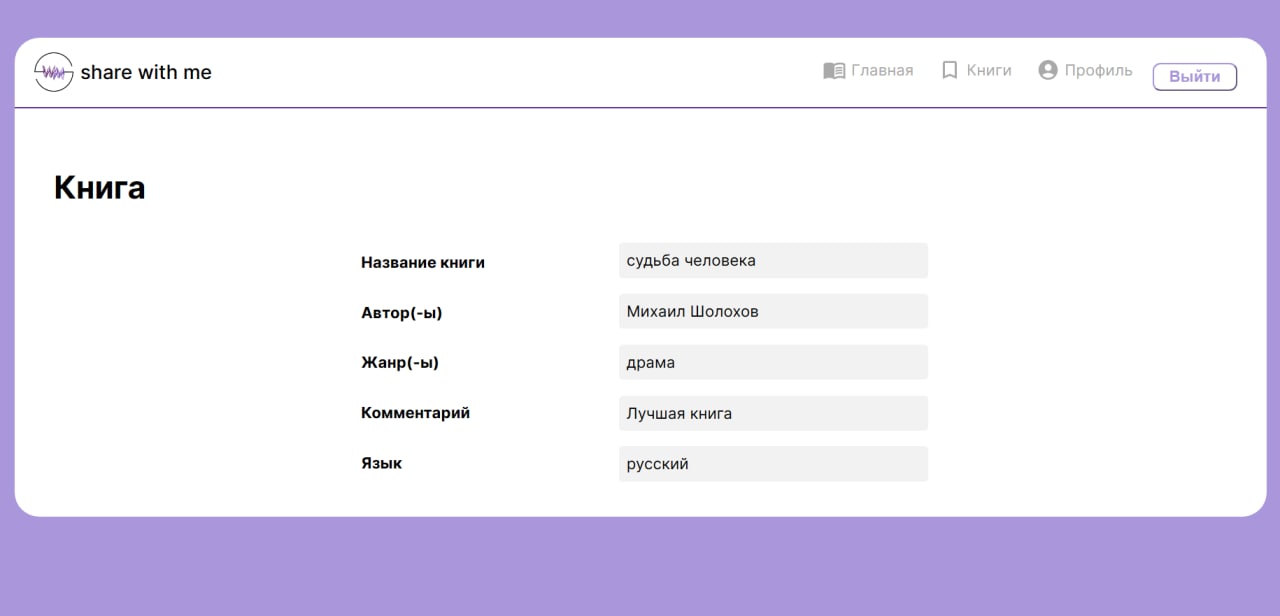 share with me
Главная Книги Профиль Выйти
Книга
Название книги судьба человека
Автор(-ы) Михаил Шолохов
Жанр(-ы) драма
Комментарий Лучшая книга
Язык русский